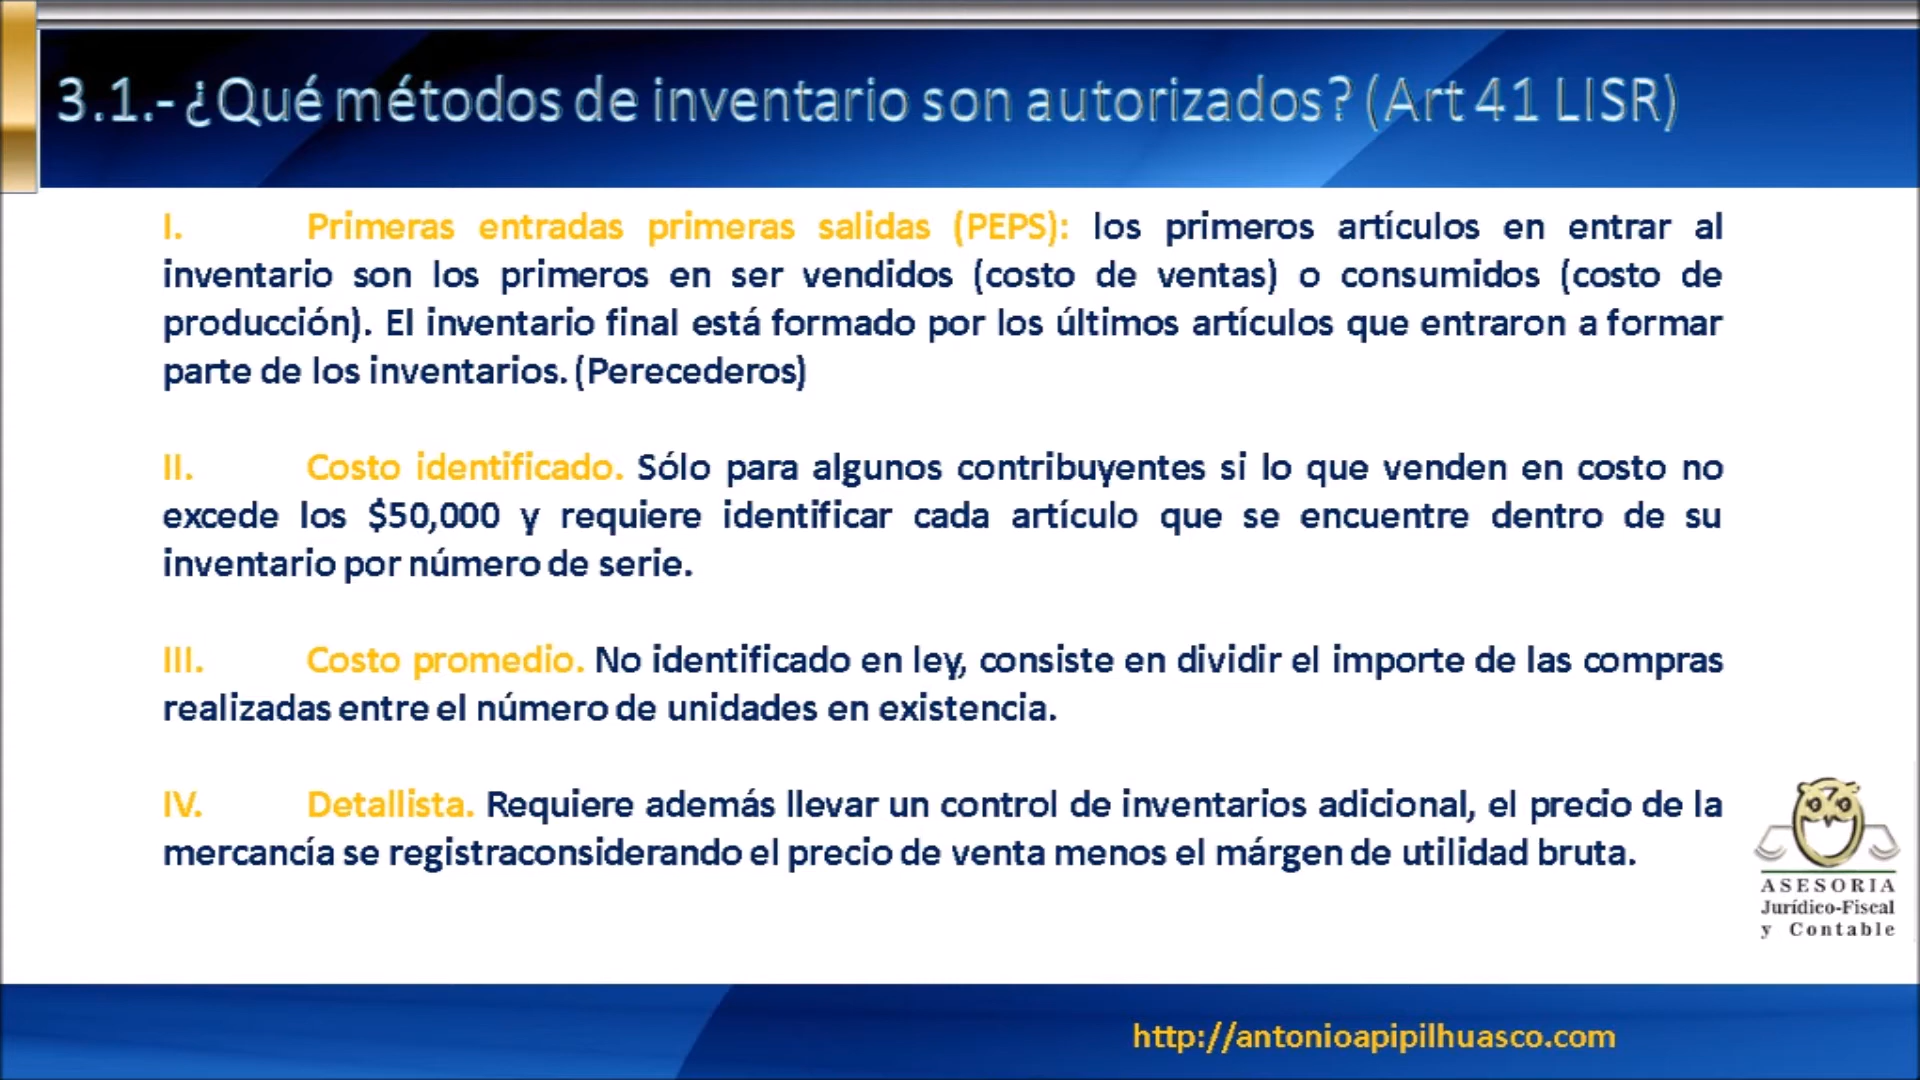 3.1.- ¿Qué métodos de inventario son autorizados? (Art 41 LISR)
I. Primeras entradas primeras salidas (PEPS): los primeros artículos en entrar al
inventario son los primeros en ser vendidos (costo de ventas) o consumidos (costo de
producción). El inventario final está formado por los últimos artículos que entraron a formar
parte de los inventarios. (Perecederos)
II. Costo identificado. Sólo para algunos contribuyentes si lo que venden en costo no
excede los $50,000 y requiere identificar cada artículo que se encuentre dentro de su
inventario por número de serie.
III. Costo promedio. No identificado en ley, consiste en dividir el importe de las compras
realizadas entre el número de unidades en existencia.
IV. Detallista. Requiere además llevar un control de inventarios adicional, el precio de la
mercancía se registraconsiderando el precio de venta menos el márgen de utilidad bruta.
ASESORIA
Jurídico-Fiscal
y Contable
http://antonioapipilhuasco.com